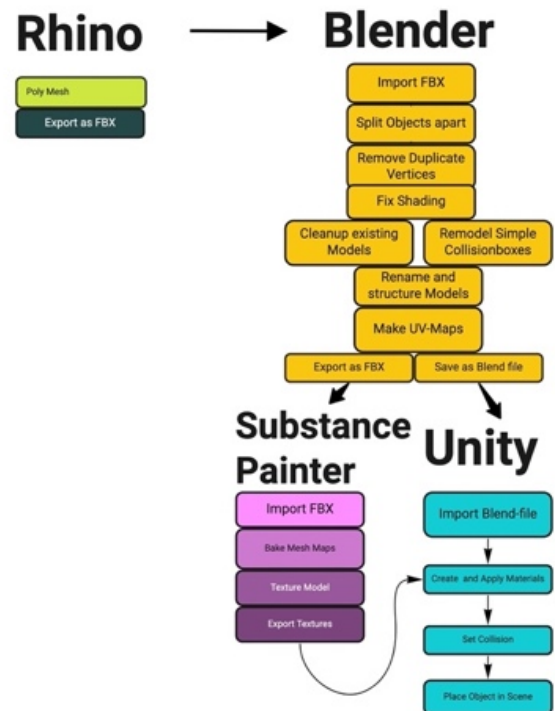 Rhino
Blender
Poly Mesh
Export as FBX
Import FBX
Split Objects apart
Remove Duplicate
Vertices
Fix Shading
Cleanup existing
Models
Remodel Simple
Collisionboxes
Rename and
structure Models
Make UV-Maps
Export as FBX
Save as Blend file
Substance
Painter
Import FBX
Bake Mesh Maps
Texture Model
Export Textures
Unity
Import Blend-file
Create and Apply Materials
Set Collision
Place Object in Scene